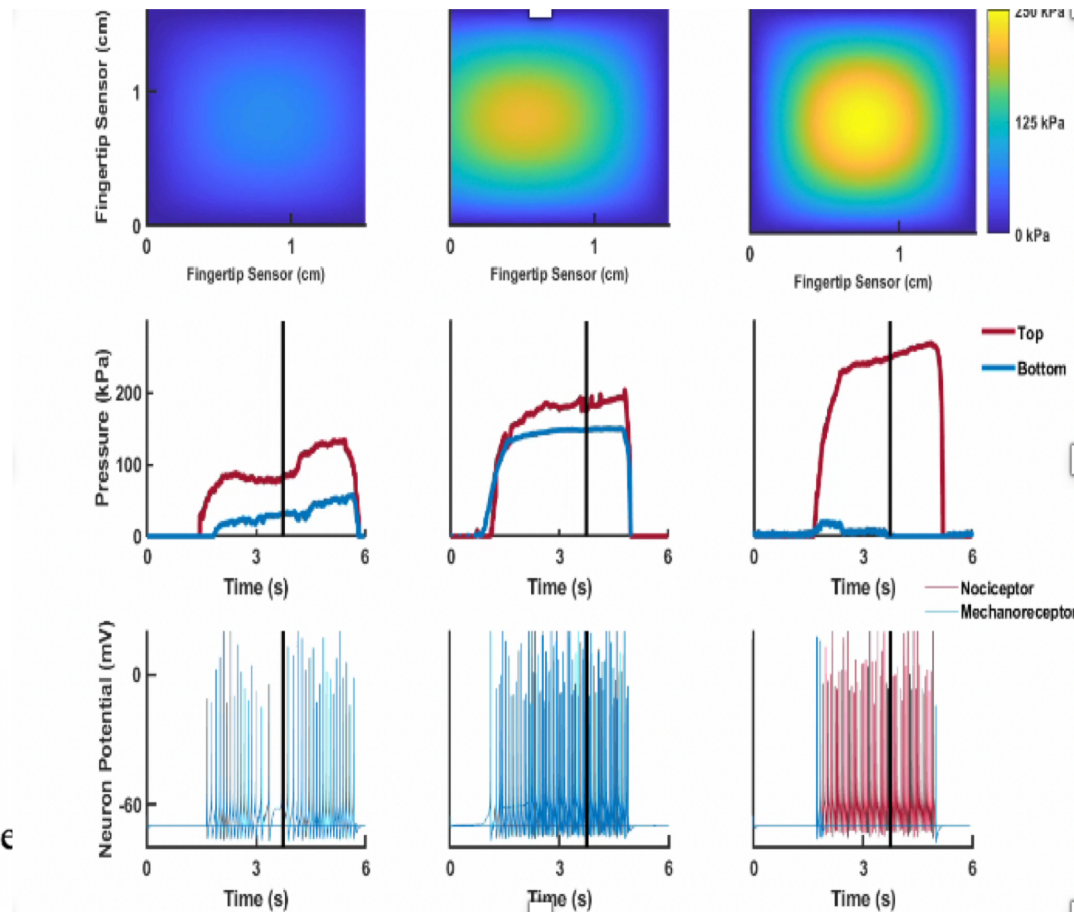 Fingertip Sensor (cm)
1
0
0 1
Fingertip Sensor (cm)
0 1
Fingertip Sensor (cm)
0 1
Fingertip Sensor (cm)
250 kPa
125 kPa
0 kPa
Pressure (kPa)
200
100
0
0 3 6
Time (s)
0 3 6
Time (s)
0 3 6
Time (s)
Top
Bottom
Nociceptor
Mechanoreceptor
Neuron Potential (mV)
0
-60
0 3 6
Time (s)
0 3 6
Time (s)
0 3 6
Time (s)
e